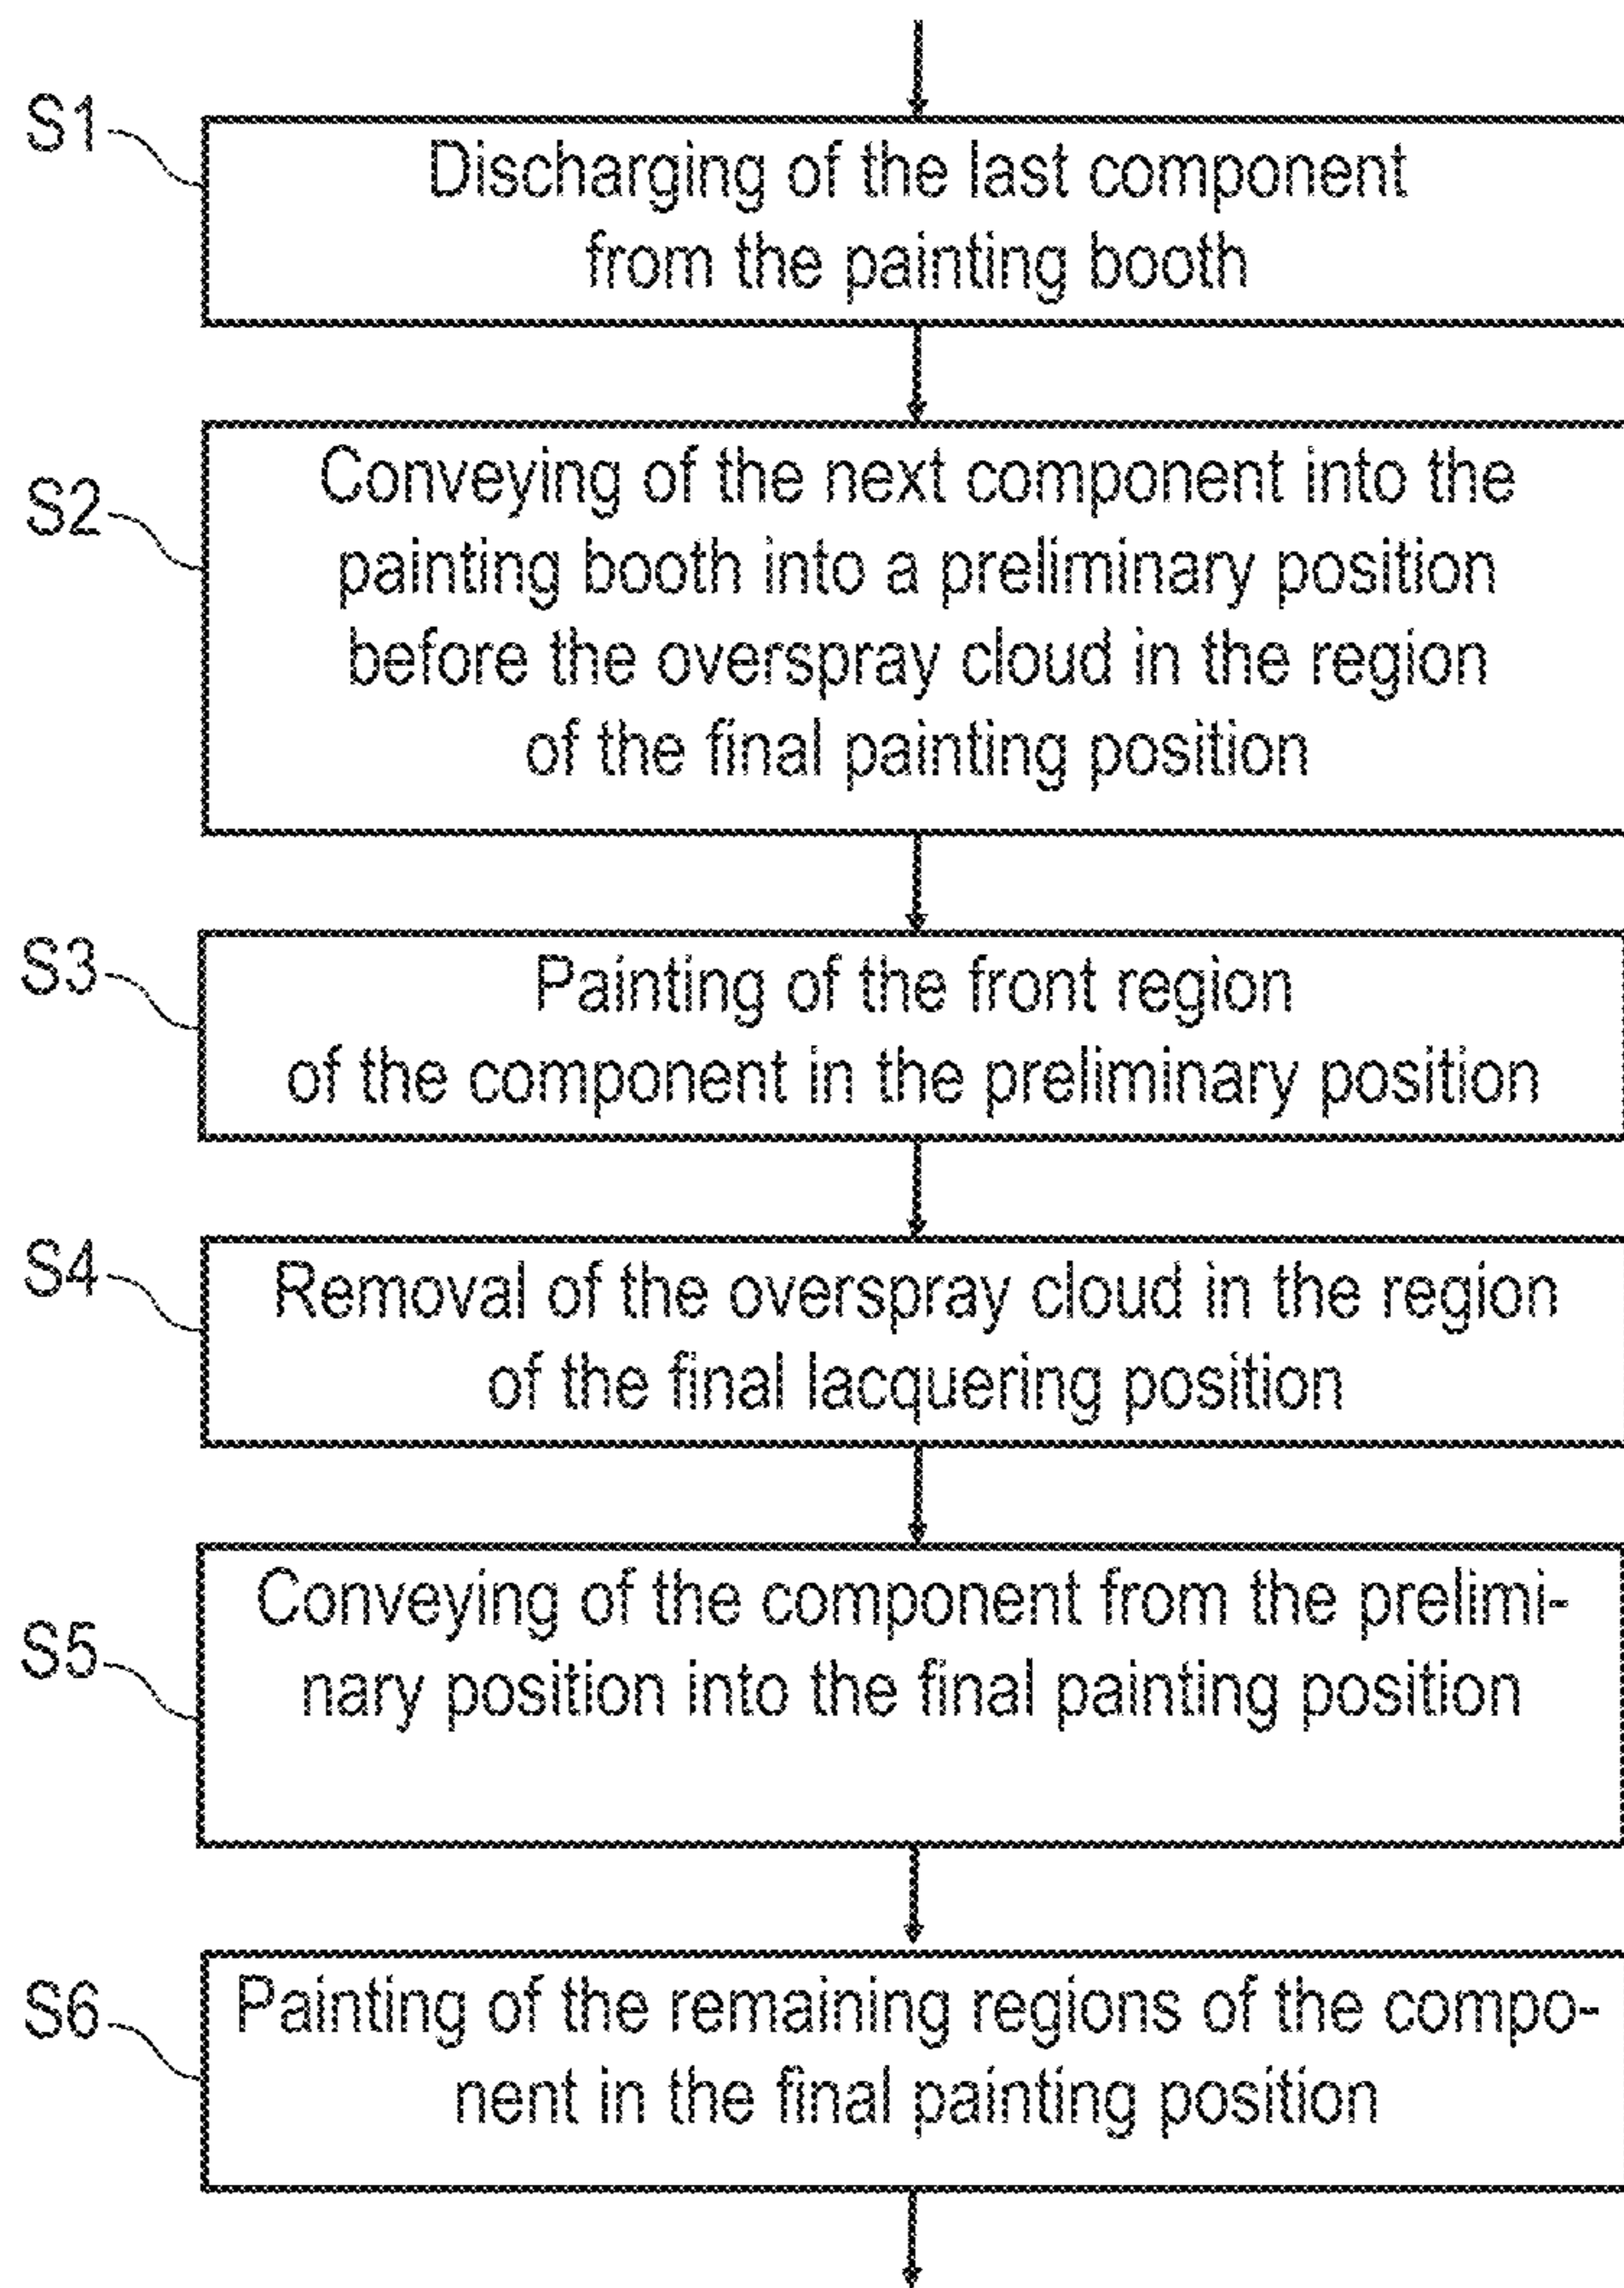 S1
Discharging of the last component
from the painting booth
S2
Conveying of the next component into the
painting booth into a preliminary position
before the overspray cloud in the region
of the final painting position
S3
Painting of the front region
of the component in the preliminary position
S4
Removal of the overspray cloud in the region
of the final lacquering position
S5
Conveying of the component from the prelimi-
nary position into the final painting position
S6
Painting of the remaining regions of the compo-
nent in the final painting position